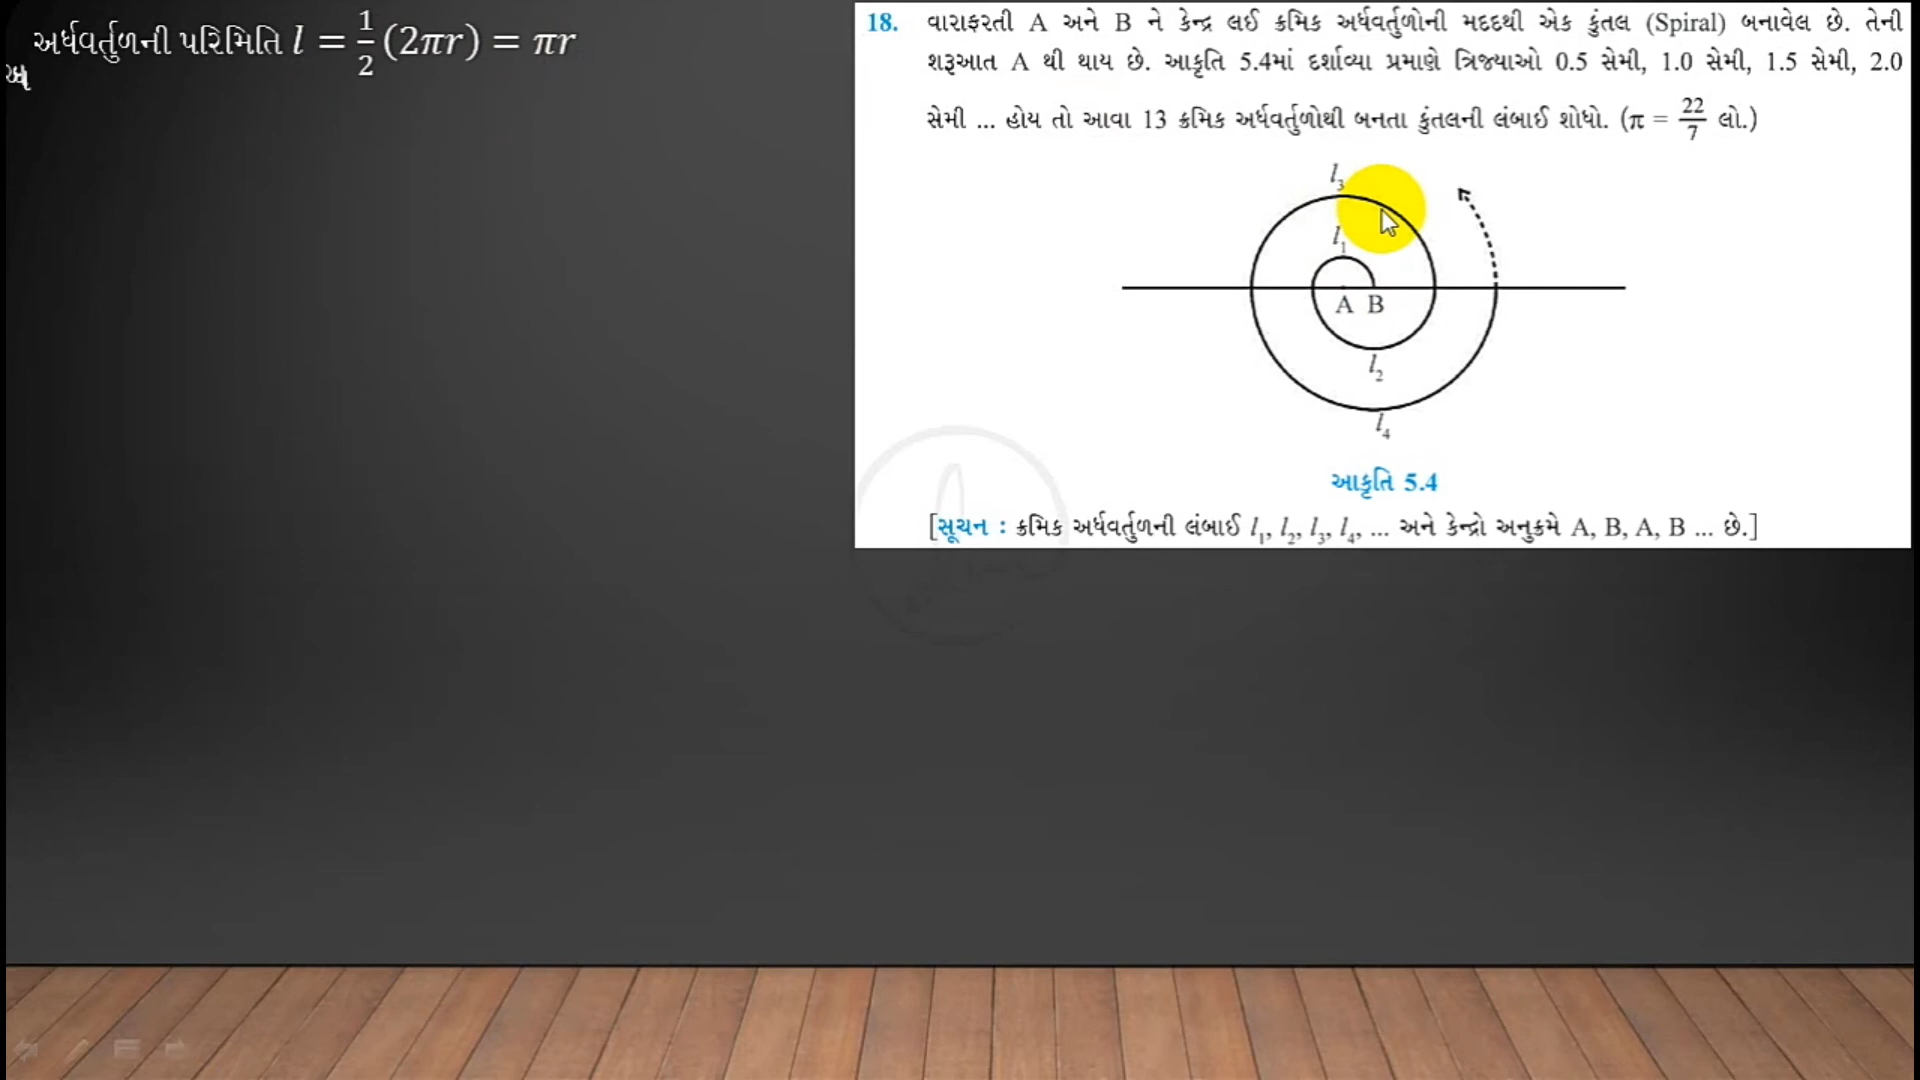 અર્ધવર્તુળની પરિમિતિ l = 1/2 (2πr) = πr
18. વારાફરતી A અને B ને કેન્દ્ર લઈ ક્રમિક અર્ધવર્તુળોની મદદથી એક કુંતલ (Spiral) બનાવેલ છે. તેની
શરૂઆત A થી થાય છે. આકૃતિ 5.4માં દર્શાવ્યા પ્રમાણે ત્રિજ્યાઓ 0.5 સેમી, 1.0 સેમી, 1.5 સેમી, 2.0
સેમી ... હોય તો આવા 13 ક્રમિક અર્ધવર્તુળોથી બનતા કુંતલની લંબાઈ શોધો. (π = 22/7 લો.)
l₃
l₁
A B
l₂
l₄
આકૃતિ 5.4
[સૂચન : ક્રમિક અર્ધવર્તુળની લંબાઈ l₁, l₂, l₃, l₄, ... અને કેન્દ્રો અનુક્રમે A, B, A, B ... છે.]